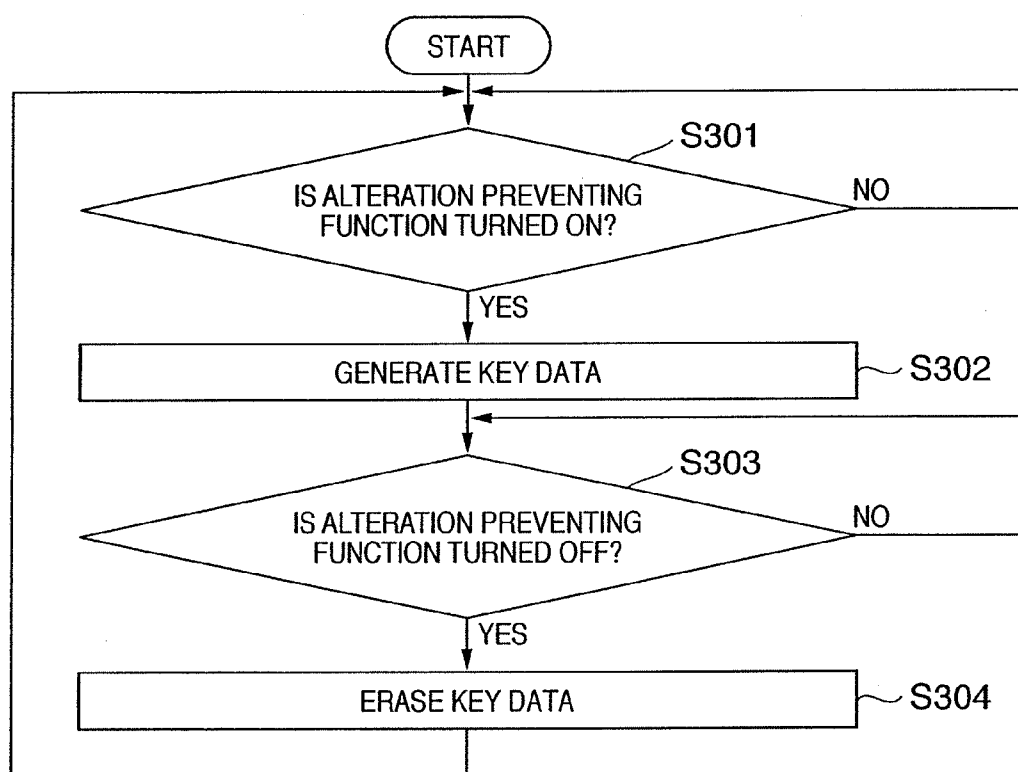 START
S301
IS ALTERATION PREVENTING
FUNCTION TURNED ON?
NO
YES
GENERATE KEY DATA
S302
S303
IS ALTERATION PREVENTING
FUNCTION TURNED OFF?
NO
YES
ERASE KEY DATA
S304